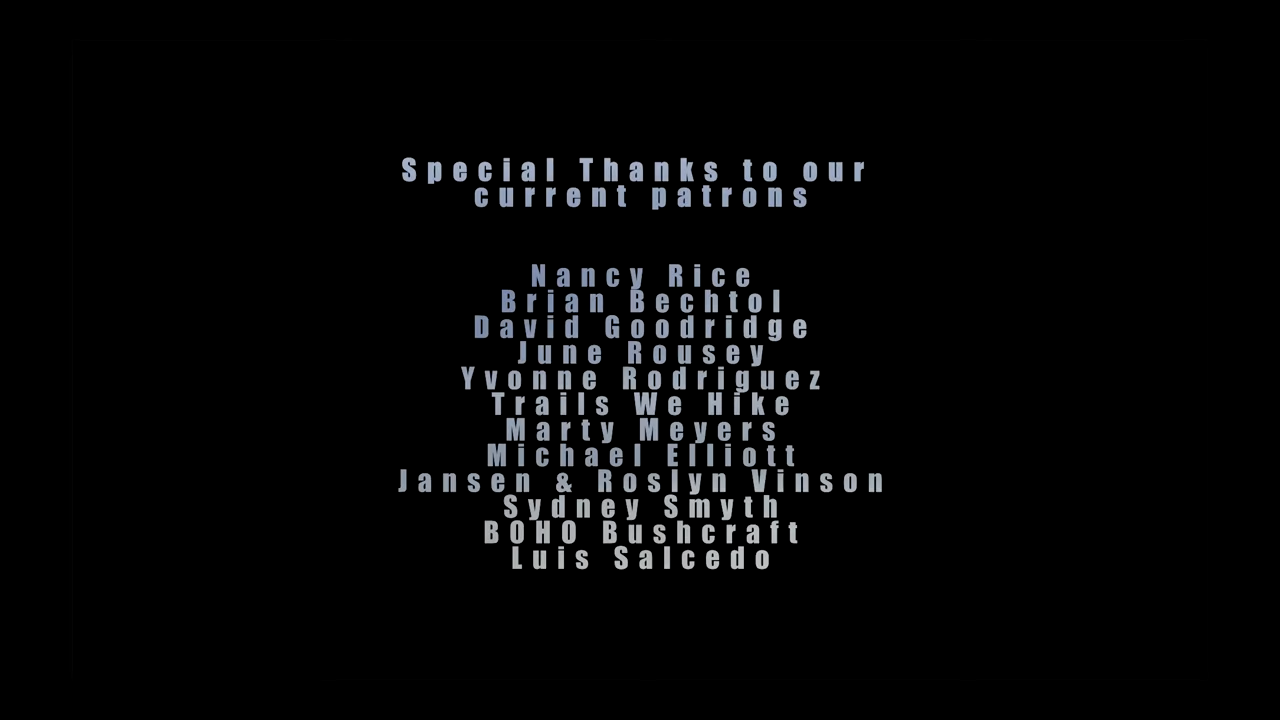 Special Thanks to our
current patrons
Nancy Rice
Brian Bechtol
David Goodridge
June Rousey
Yvonne Rodriguez
Trails We Hike
Marty Meyers
Michael Elliott
Jansen & Roslyn Vinson
Sydney Smyth
BOHO Bushcraft
Luis Salcedo